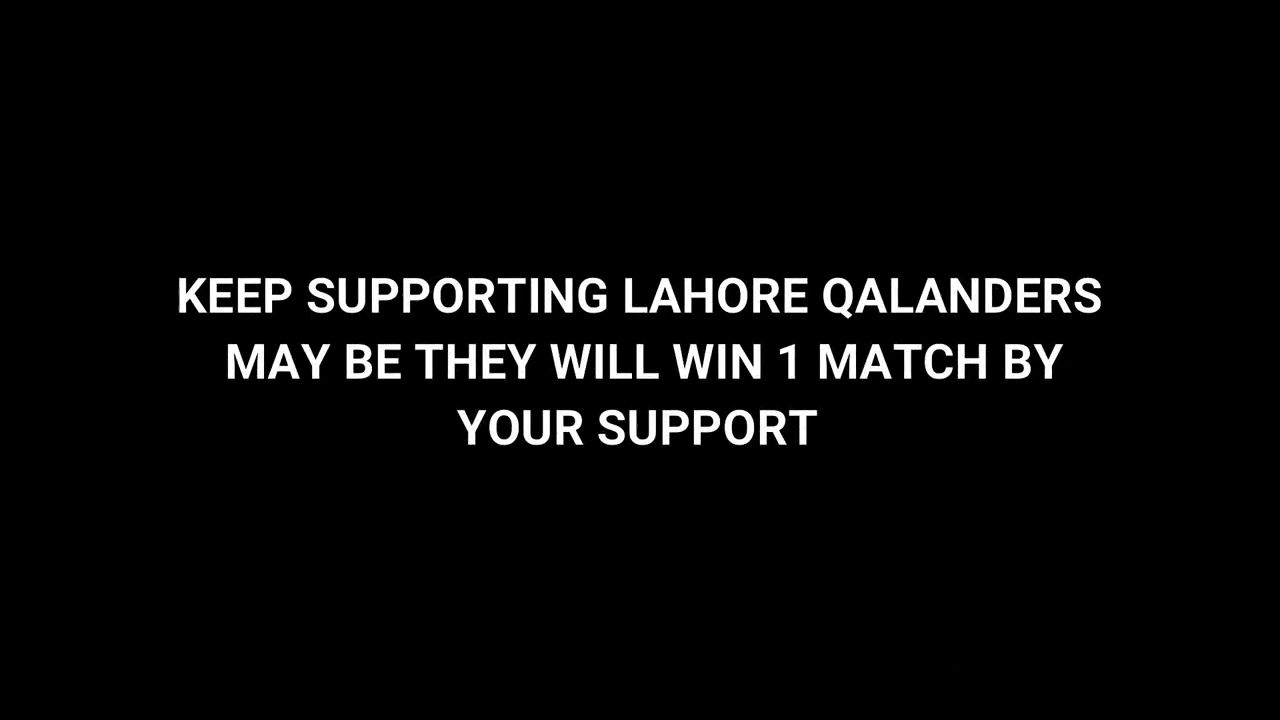 KEEP SUPPORTING LAHORE QALANDERS
MAY BE THEY WILL WIN 1 MATCH BY
YOUR SUPPORT